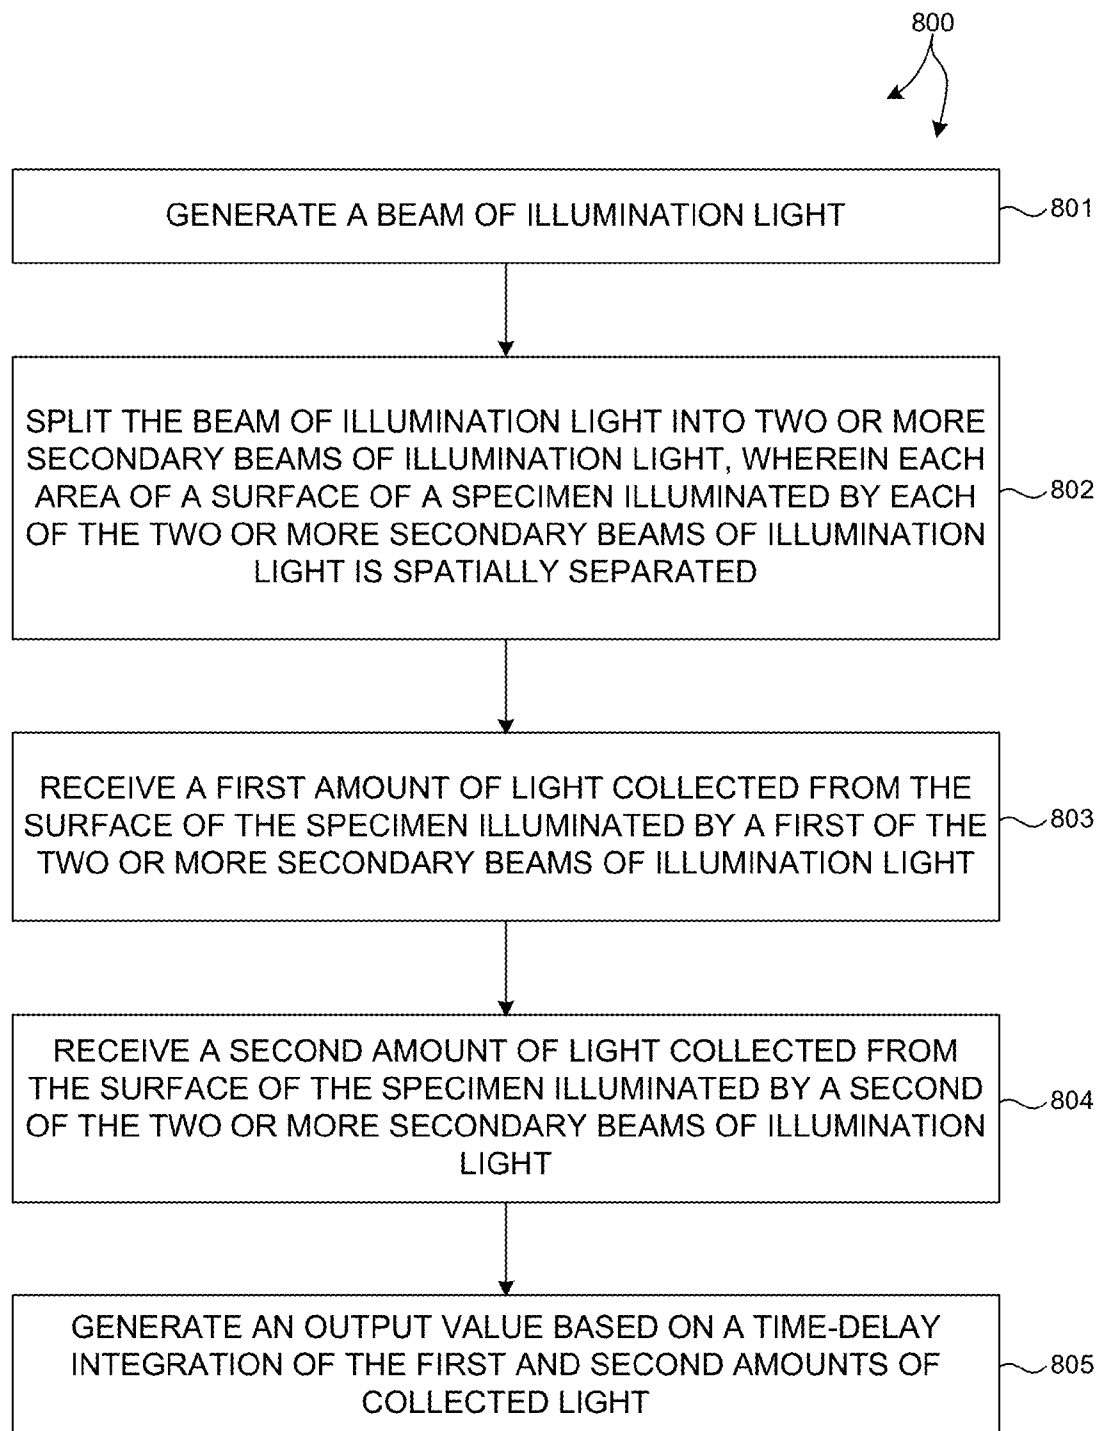 800
GENERATE A BEAM OF ILLUMINATION LIGHT
801
SPLIT THE BEAM OF ILLUMINATION LIGHT INTO TWO OR MORE
SECONDARY BEAMS OF ILLUMINATION LIGHT, WHEREIN EACH
AREA OF A SURFACE OF A SPECIMEN ILLUMINATED BY EACH
OF THE TWO OR MORE SECONDARY BEAMS OF ILLUMINATION
LIGHT IS SPATIALLY SEPARATED
802
RECEIVE A FIRST AMOUNT OF LIGHT COLLECTED FROM THE
SURFACE OF THE SPECIMEN ILLUMINATED BY A FIRST OF THE
TWO OR MORE SECONDARY BEAMS OF ILLUMINATION LIGHT
803
RECEIVE A SECOND AMOUNT OF LIGHT COLLECTED FROM
THE SURFACE OF THE SPECIMEN ILLUMINATED BY A SECOND
OF THE TWO OR MORE SECONDARY BEAMS OF ILLUMINATION
LIGHT
804
GENERATE AN OUTPUT VALUE BASED ON A TIME-DELAY
INTEGRATION OF THE FIRST AND SECOND AMOUNTS OF
COLLECTED LIGHT
805